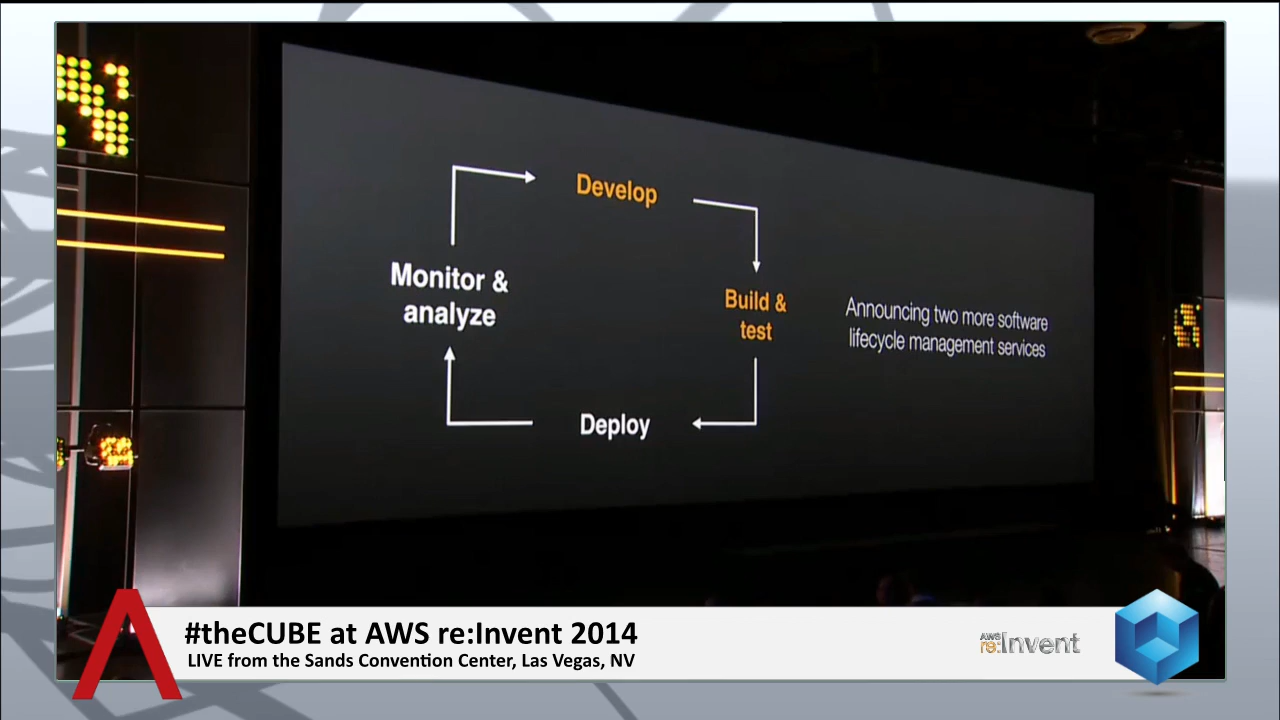 Develop
Monitor &
analyze
Build &
test
Announcing two more software
lifecycle management services
Deploy
#theCUBE at AWS re:Invent 2014
LIVE from the Sands Convention Center, Las Vegas, NV
AWS
re:Invent